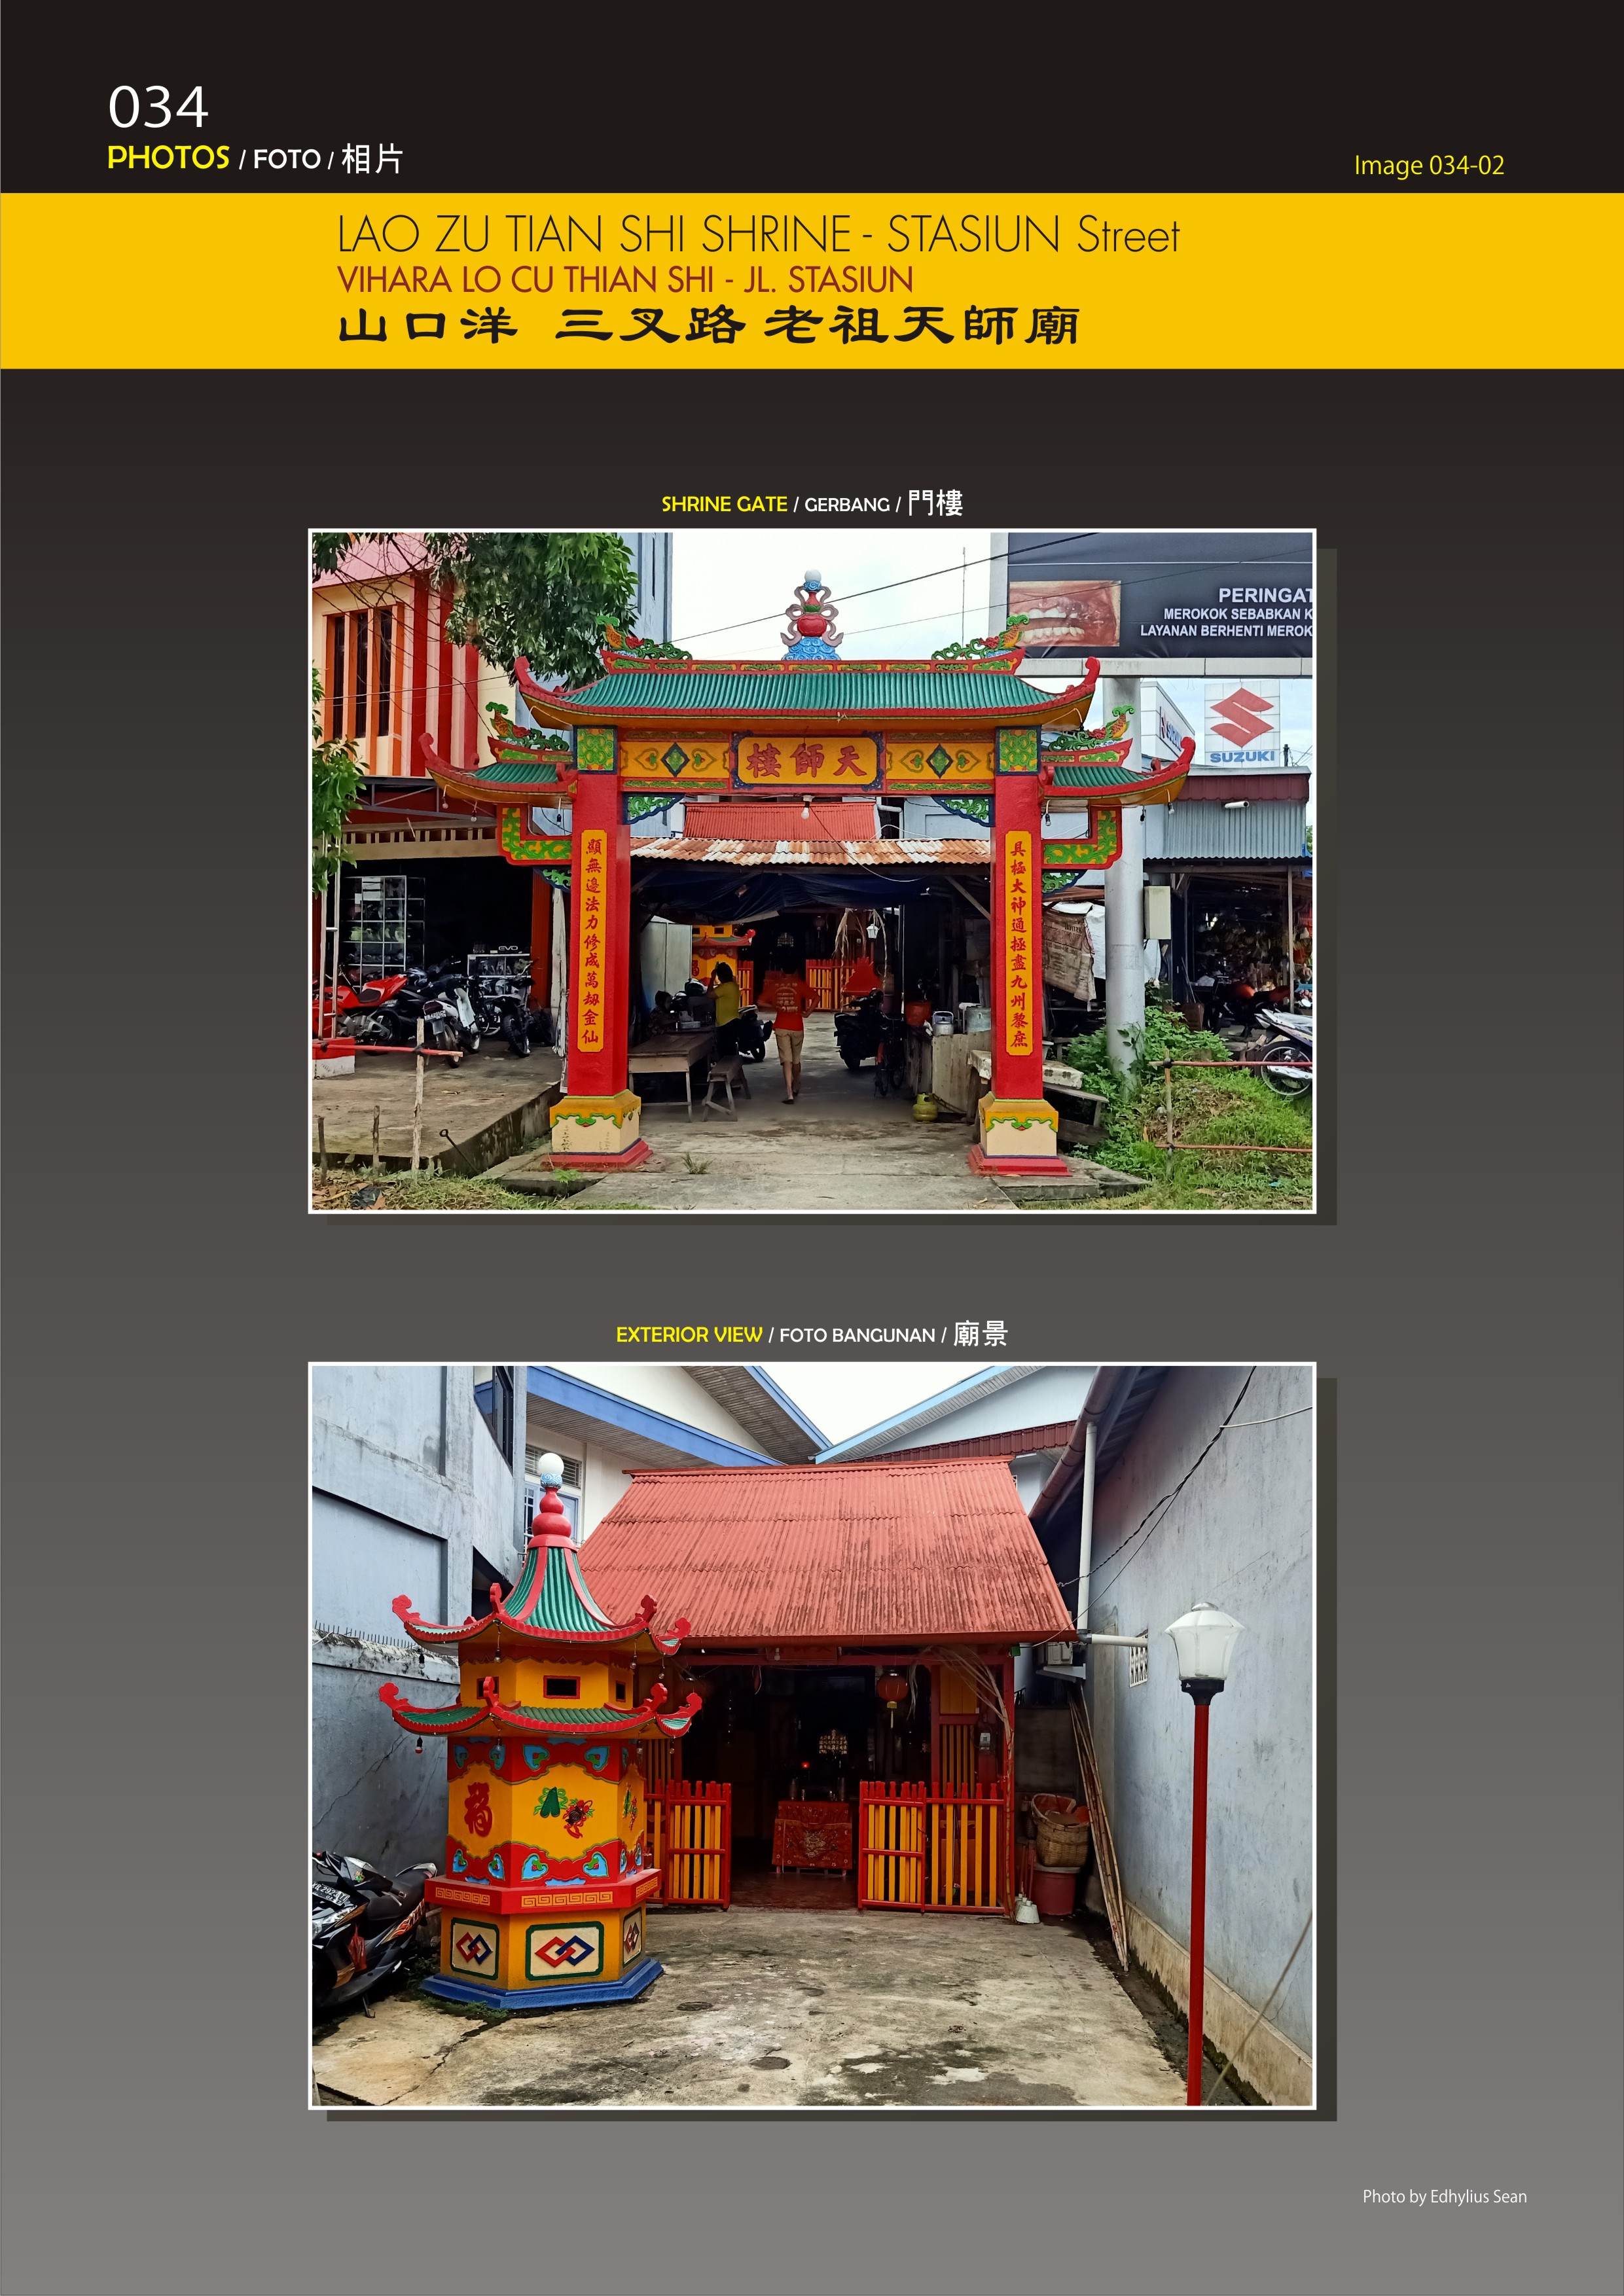 034
PHOTOS / FOTO / 相片
Image 034-02
LAO ZU TIAN SHI SHRINE - STASIUN Street
VIHARA LO CU THIAN SHI - JL. STASIUN
山口洋 三叉路 老祖天師廟
SHRINE GATE / GERBANG / 門樓
PERINGAT
MEROKOK SEBABKAN K
LAYANAN BERHENTI MEROK
SUZUKI
樓師天
具極大神通拯盡九州黎庶
顯無邊法力修成萬劫金仙
EVO
EXTERIOR VIEW / FOTO BANGUNAN / 廟景
福
Photo by Edhylius Sean